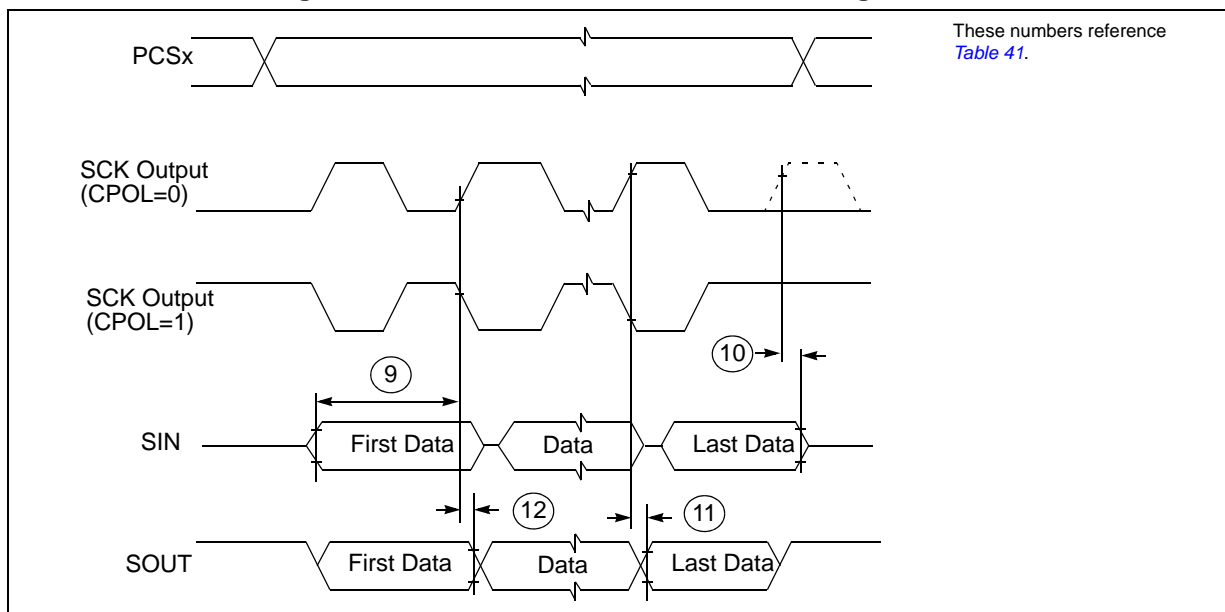 PCSx
These numbers reference
Table 41.
SCK Output
(CPOL=0)
SCK Output
(CPOL=1)
10
9
SIN
First Data
Data
Last Data
12
11
SOUT
First Data
Data
Last Data